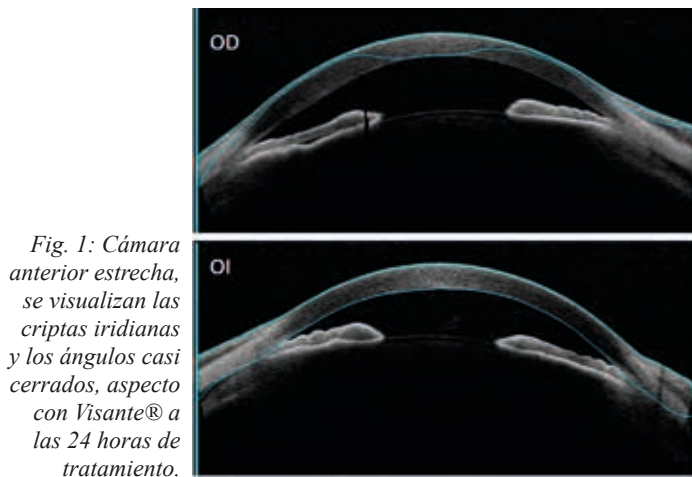 OD
OI
Fig. 1: Cámara
anterior estrecha,
se visualizan las
criptas iridianas
y los ángulos casi
cerrados, aspecto
con Visante® a
las 24 horas de
tratamiento.